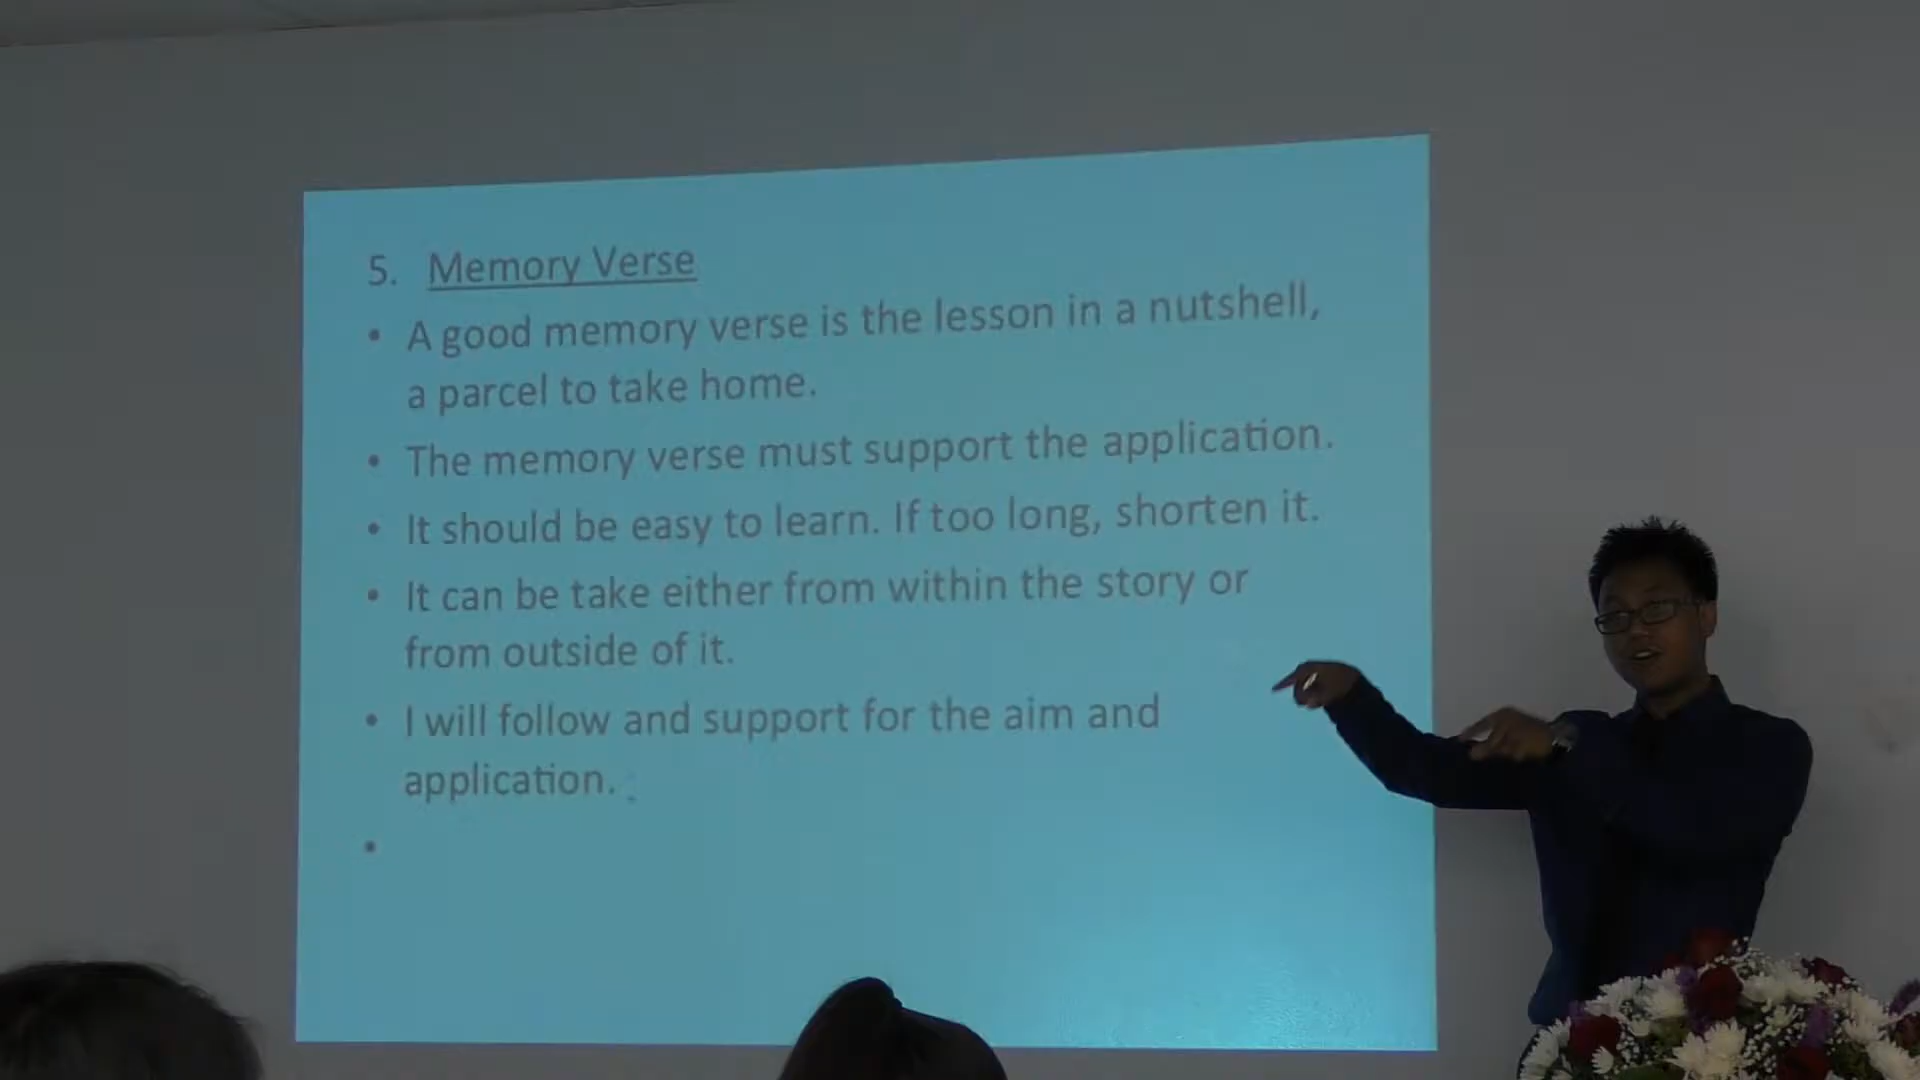 5. Memory Verse
• A good memory verse is the lesson in a nutshell,
a parcel to take home.
• The memory verse must support the application.
• It should be easy to learn. If too long, shorten it.
• It can be take either from within the story or
from outside of it.
• I will follow and support for the aim and
application.
•